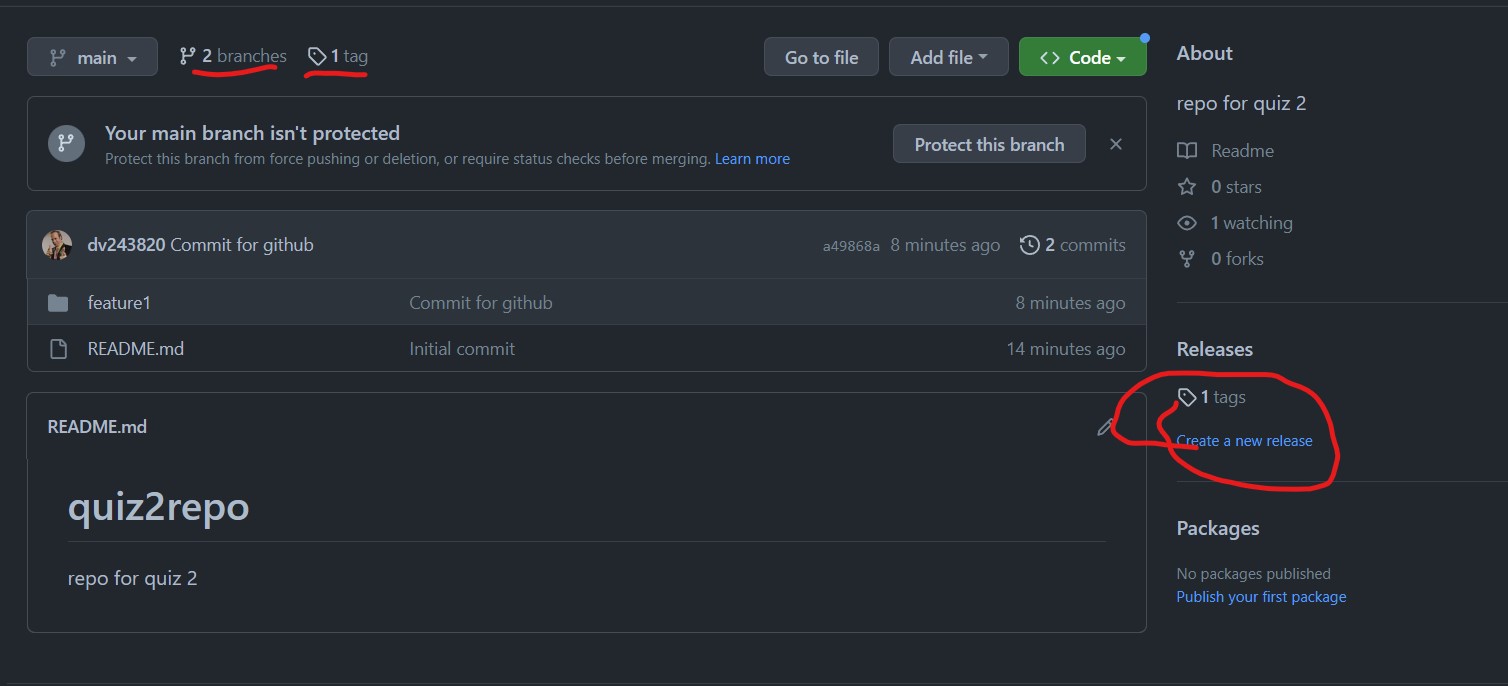 main
2 branches
1 tag
Go to file
Add file
Code
Your main branch isn't protected
Protect this branch from force pushing or deletion, or require status checks before merging. Learn more
Protect this branch
dv243820 Commit for github
a49868a 8 minutes ago
2 commits
feature1 Commit for github 8 minutes ago
README.md Initial commit 14 minutes ago
README.md
quiz2repo
repo for quiz 2
About
repo for quiz 2
Readme
0 stars
1 watching
0 forks
Releases
1 tags
Create a new release
Packages
No packages published
Publish your first package